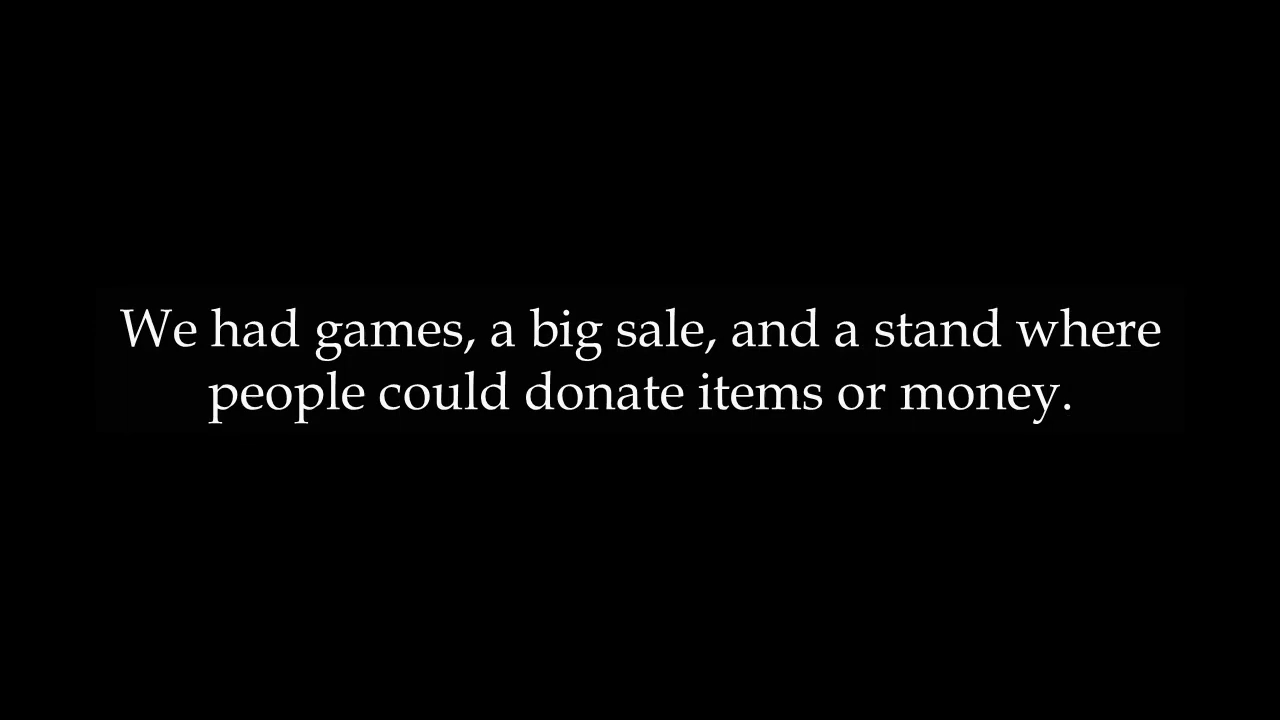 We had games, a big sale, and a stand where
people could donate items or money.